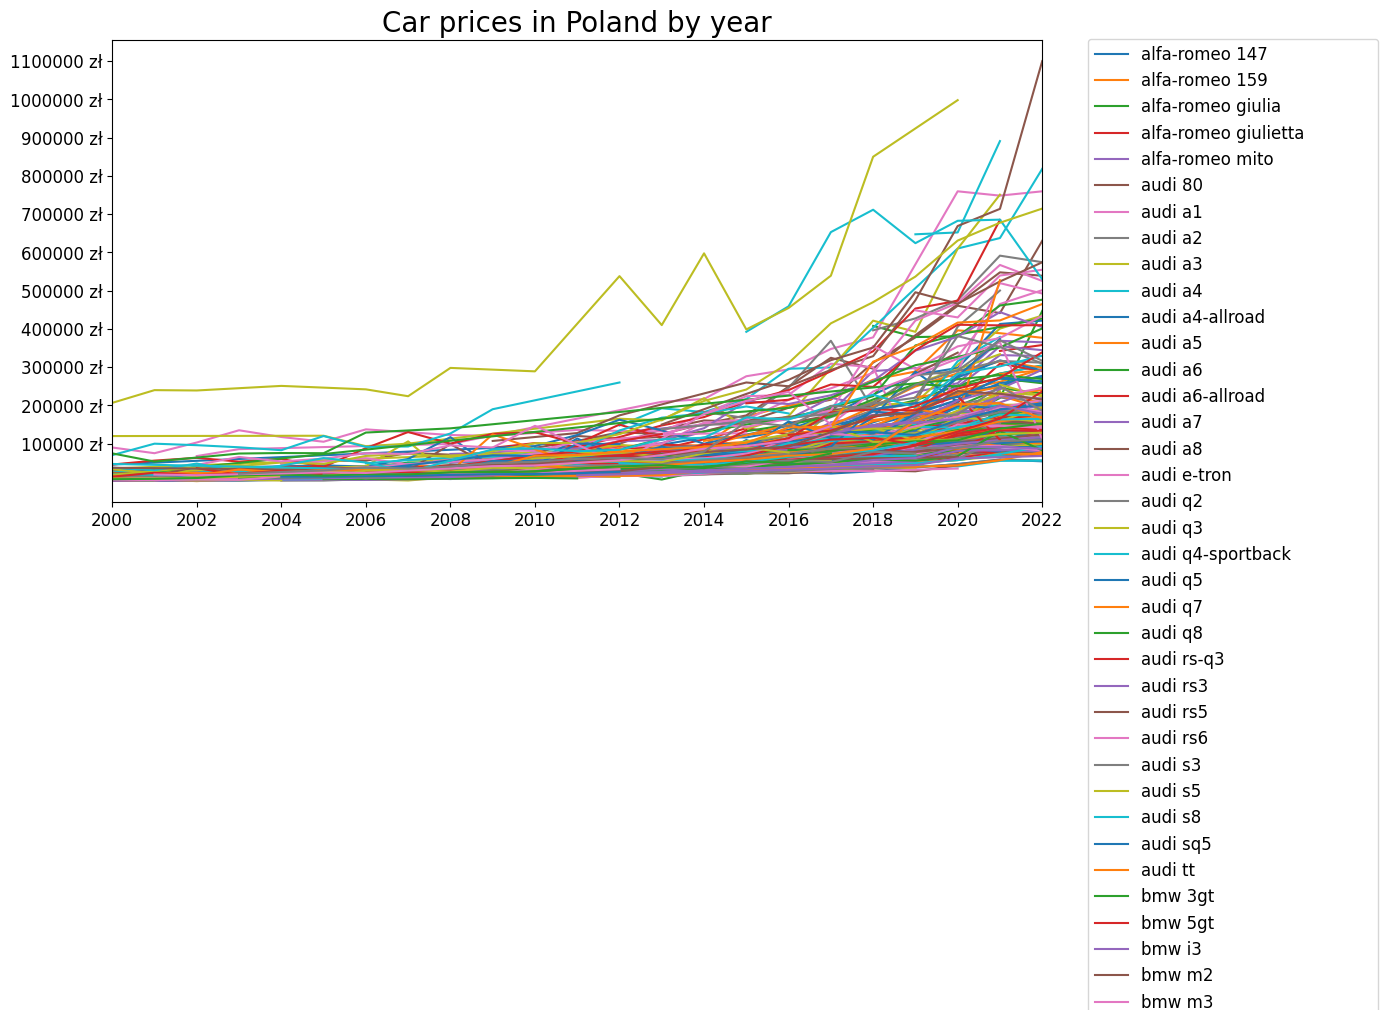 Car prices in Poland by year
1100000 zł
1000000 zł
900000 zł
800000 zł
700000 zł
600000 zł
500000 zł
400000 zł
300000 zł
200000 zł
100000 zł
2000 2002 2004 2006 2008 2010 2012 2014 2016 2018 2020 2022
alfa-romeo 147
alfa-romeo 159
alfa-romeo giulia
alfa-romeo giulietta
alfa-romeo mito
audi 80
audi a1
audi a2
audi a3
audi a4
audi a4-allroad
audi a5
audi a6
audi a6-allroad
audi a7
audi a8
audi e-tron
audi q2
audi q3
audi q4-sportback
audi q5
audi q7
audi q8
audi rs-q3
audi rs3
audi rs5
audi rs6
audi s3
audi s5
audi s8
audi sq5
audi tt
bmw 3gt
bmw 5gt
bmw i3
bmw m2
bmw m3